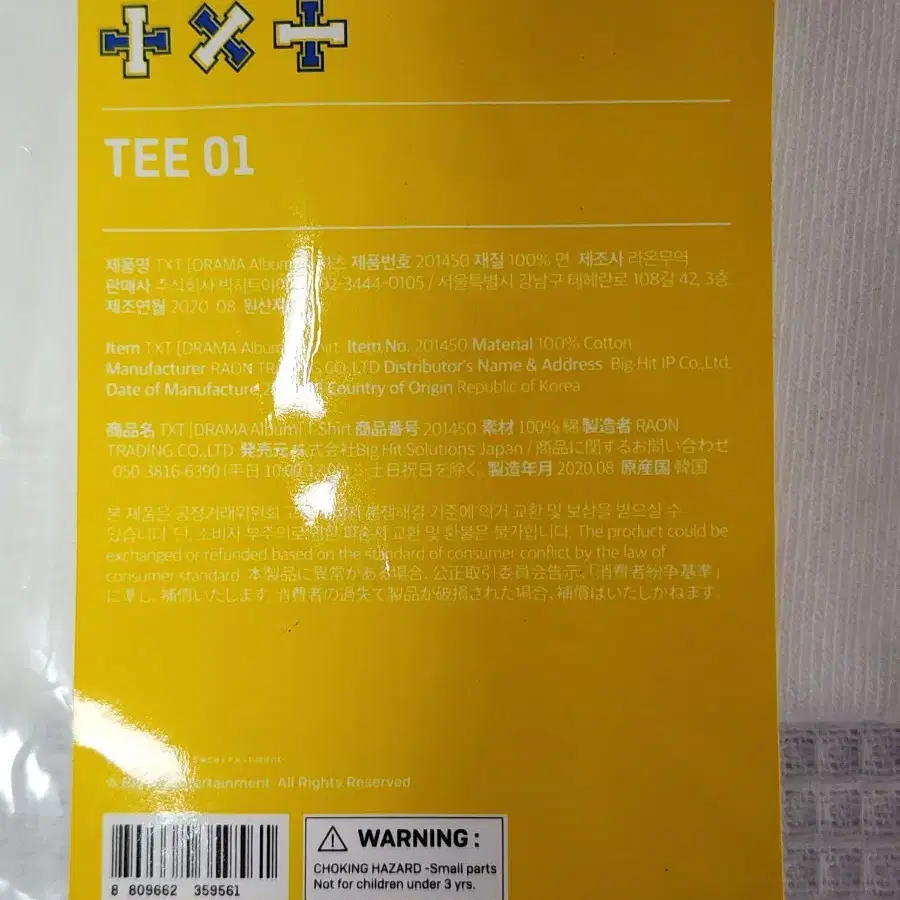 TEE 01
제품명 TXT [DRAMA Album] 셔츠 제품번호 201450 재질 100% 면 제조사 라온무역
판매사 주식회사 빅히트아이피 02-3444-0105 / 서울특별시 강남구 테헤란로 108길 42, 3층
제조연월 2020. 08 원산지
Item TXT [DRAMA Album] T-Shirt Item No. 201450 Material 100% Cotton
Manufacturer RAON TRADING CO.,LTD Distributor's Name & Address Big Hit IP Co.,Ltd.
Date of Manufacture Country of Origin Republic of Korea
商品名 TXT [DRAMA Album] T-Shirt 商品番号 201450 素材 100% 綿 製造者 RAON
TRADING.CO.,LTD 発売元 株式会社Big Hit Solutions Japan / 商品に関するお問い合わせ
050-3816-6390 (平日 10:00 土日祝日を除く, 製造年月 2020.08 原産国 韓国
본 제품은 공정거래위원회 고시 소비자 분쟁해결 기준에 의거 교환 및 보상을 받으실 수
있습니다. 단, 소비자 부주의로 인한 파손시 교환 및 환불은 불가합니다. The product could be
exchanged or refunded based on the standard of consumer conflict by the law of
consumer standard. 本製品に異常がある場合, 公正取引委員会告示, 「消費者紛争基準」
に準し, 補償いたします. 消費者の過失で製品が破損された場合, 補償はいたしかねます.
Entertainment. All Rights Reserved
8 809662 359561
WARNING :
CHOKING HAZARD -Small parts
Not for children under 3 yrs.